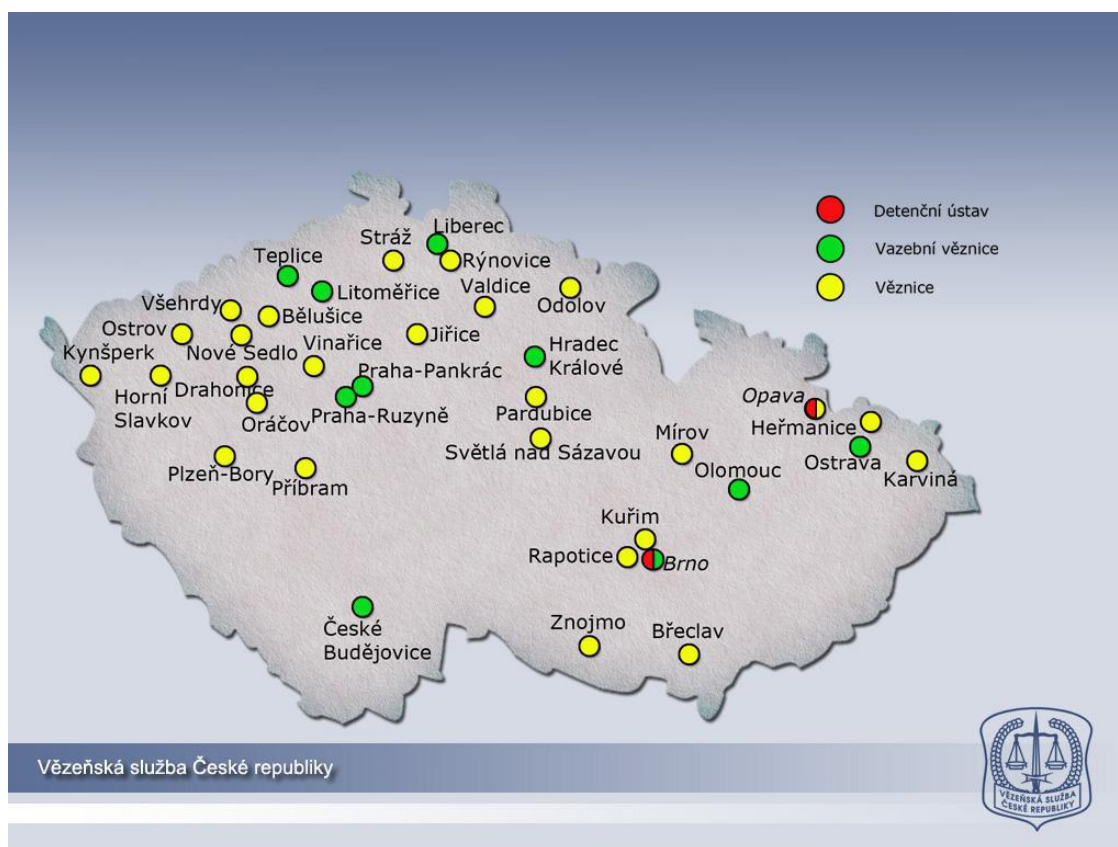 Detenční ústav
Vazební věznice
Věznice
Liberec
Stráž
Teplice
Rýnovice
Valdice
Litoměřice
Odolov
Všehrdy
Bělušice
Ostrov
Jiřice
Vinařice
Nové Sedlo
Hradec
Králové
Kynšperk
Praha-Pankrác
Drahonice
Horní
Slavkov
Opava
Praha-Ruzyně
Pardubice
Oráčov
Heřmanice
Mírov
Světlá nad Sázavou
Ostrava
Olomouc
Plzeň-Bory
Karviná
Příbram
Kuřim
Rapotice
Brno
Znojmo
České
Budějovice
Břeclav
Vězeňská služba České republiky
VĚZEŇSKÁ SLUŽBA
ČESKÉ REPUBLIKY